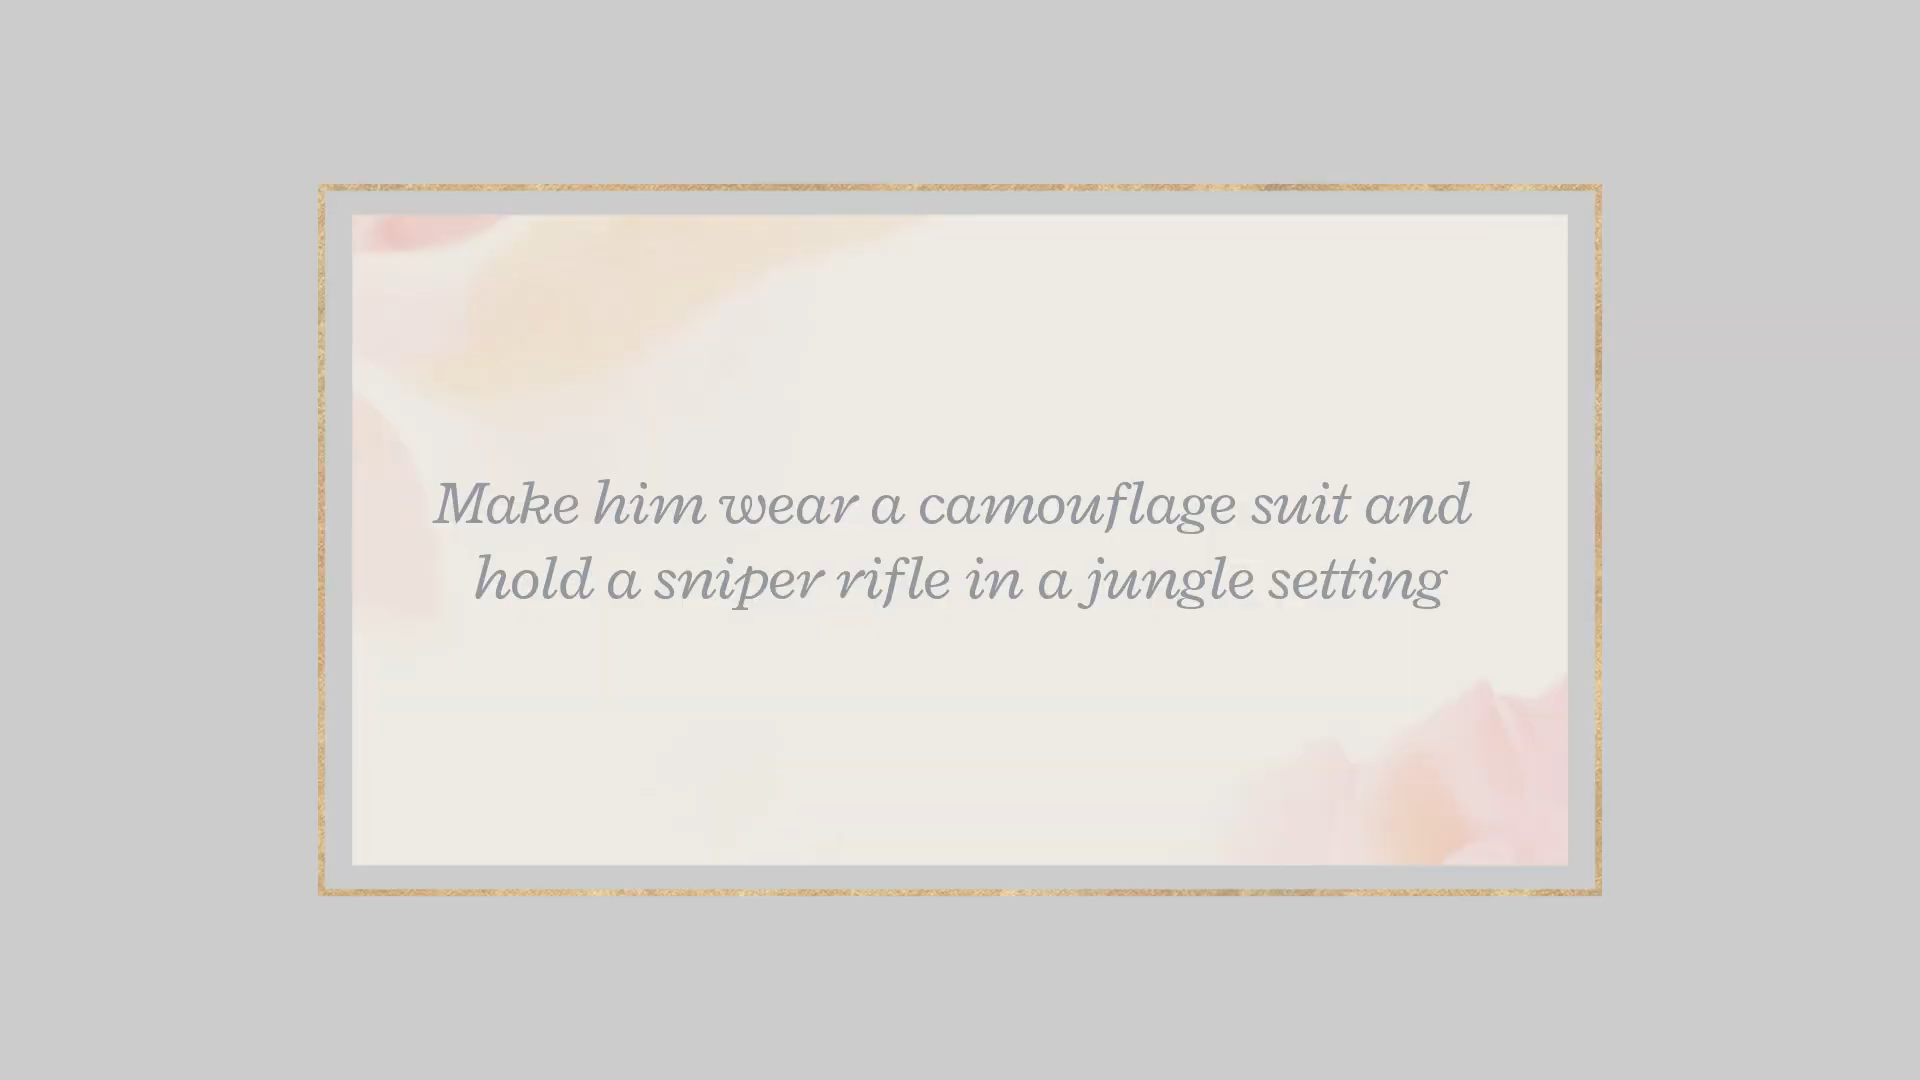 Make him wear a camouflage suit and
hold a sniper rifle in a jungle setting